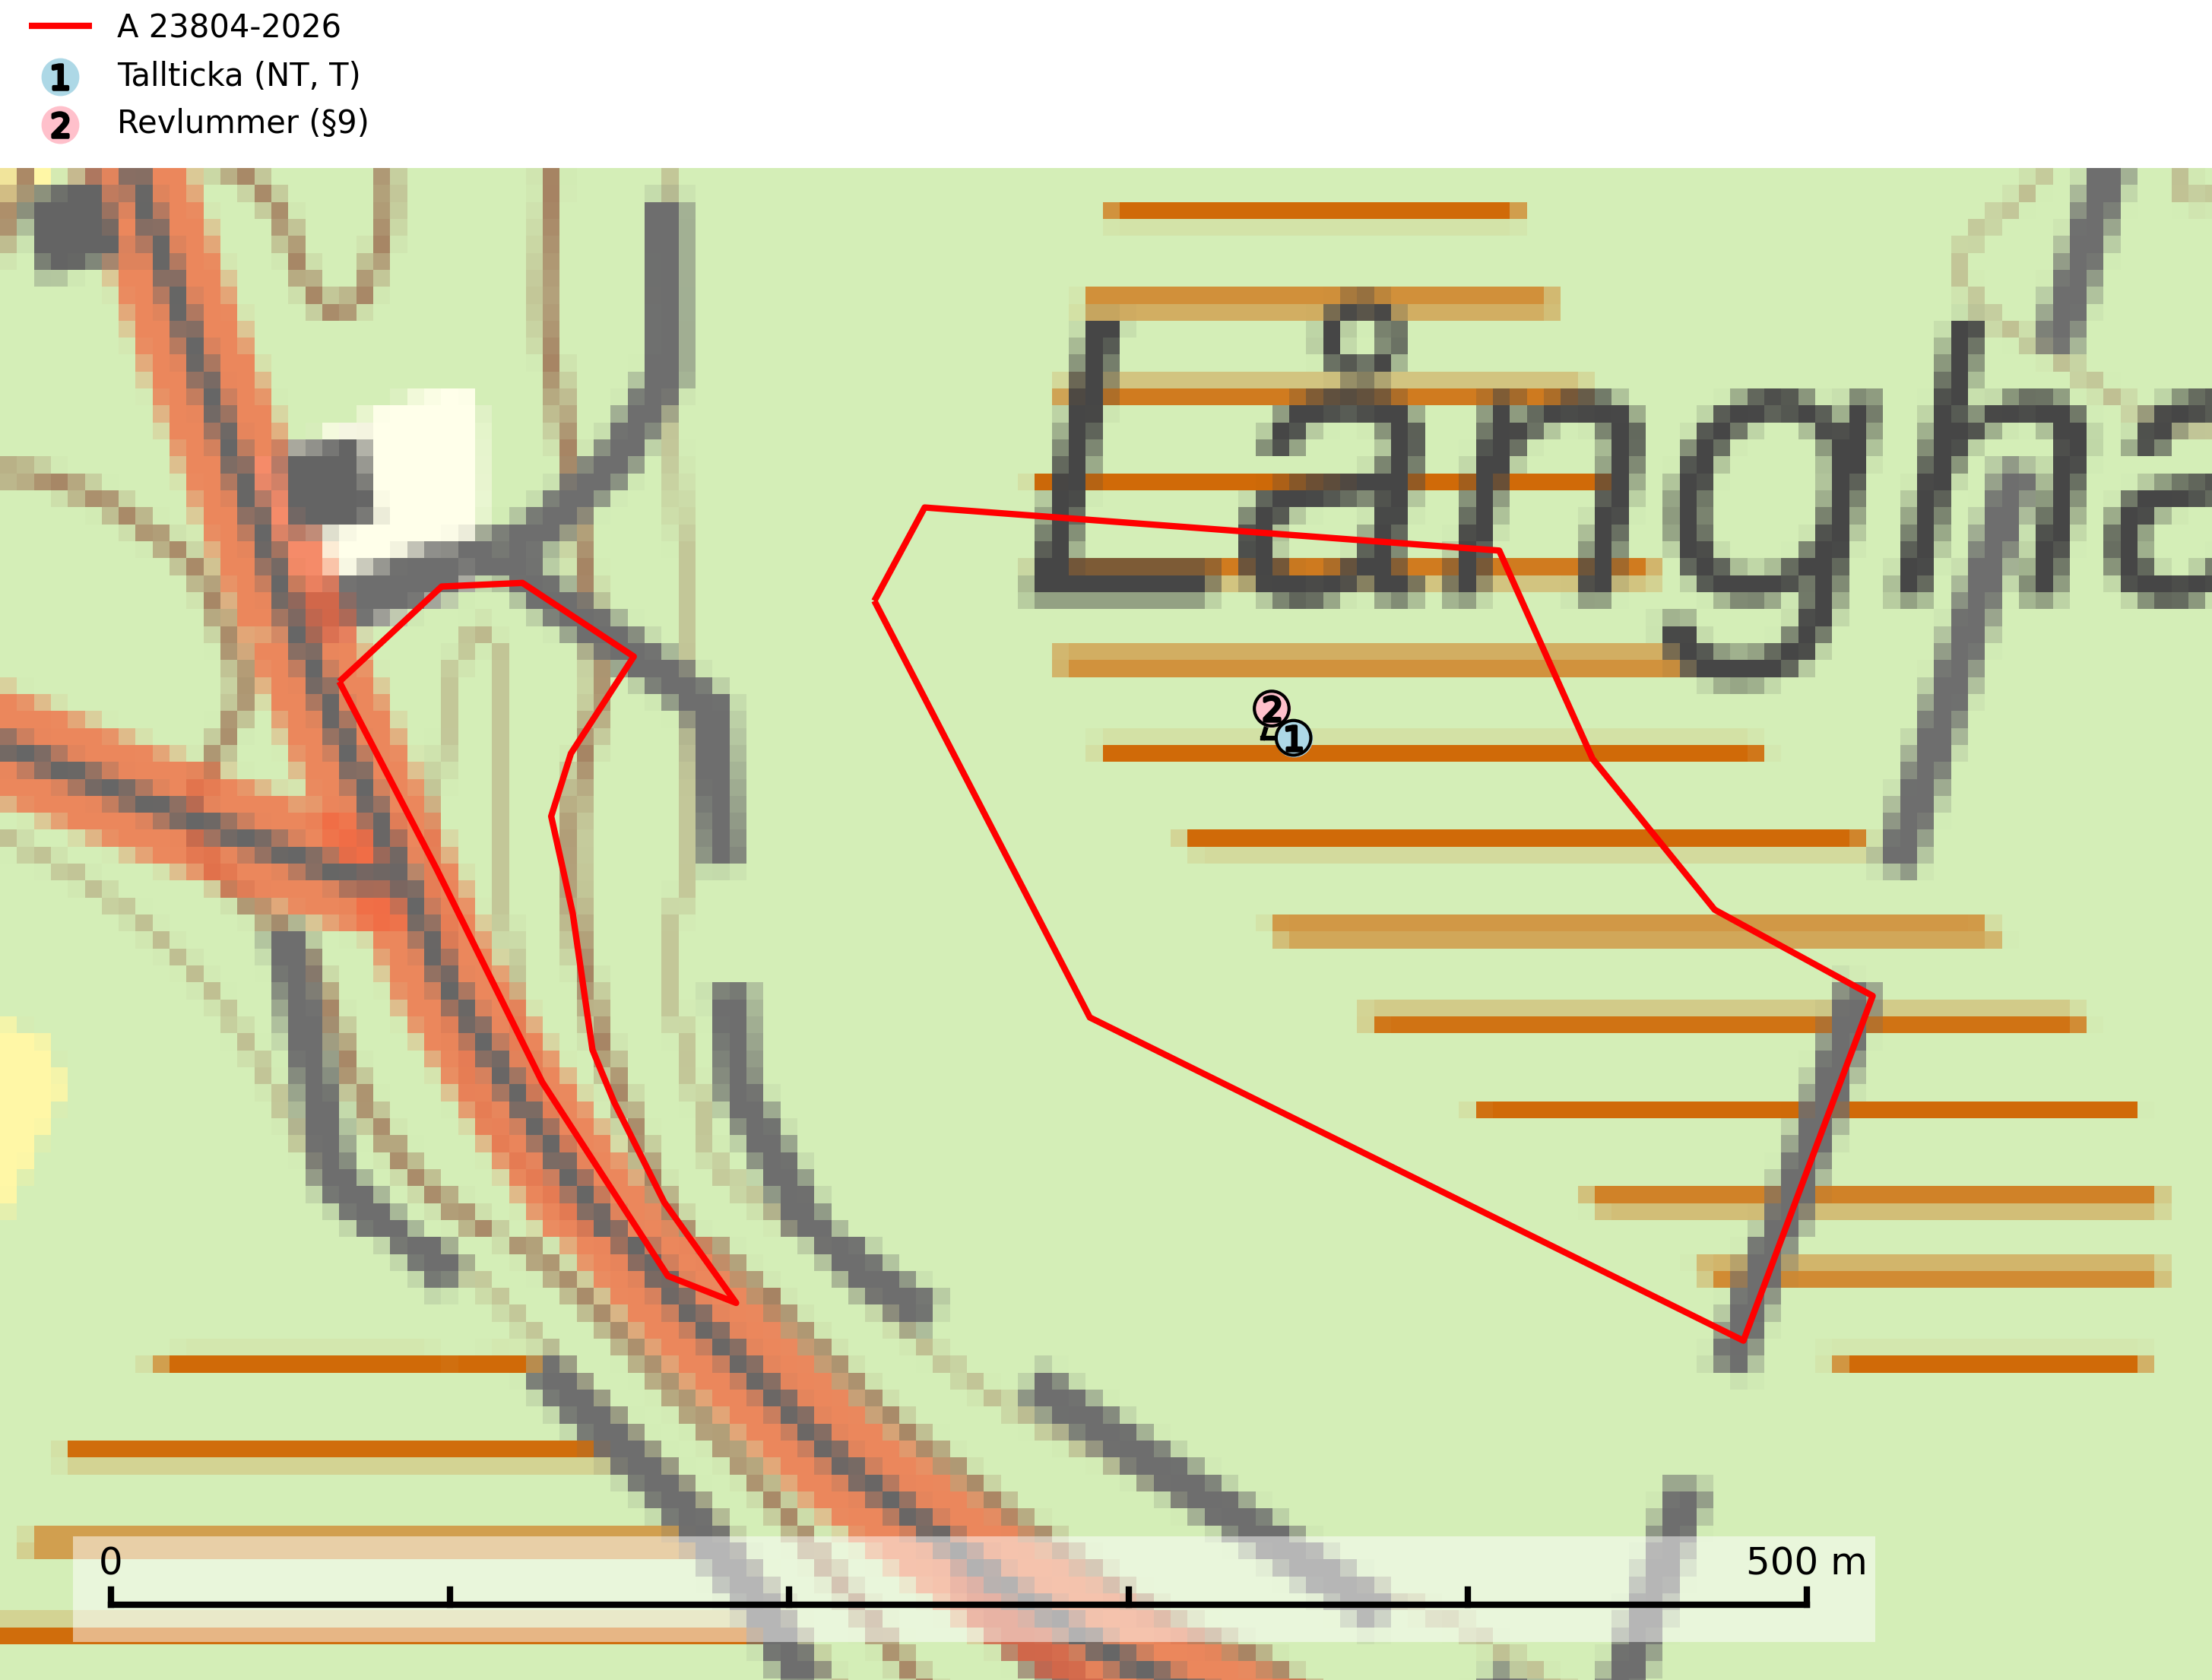 A 23804-2026
1 Tallticka (NT, T)
2 Revlummer (§9)
Långha
2
1
0 500 m